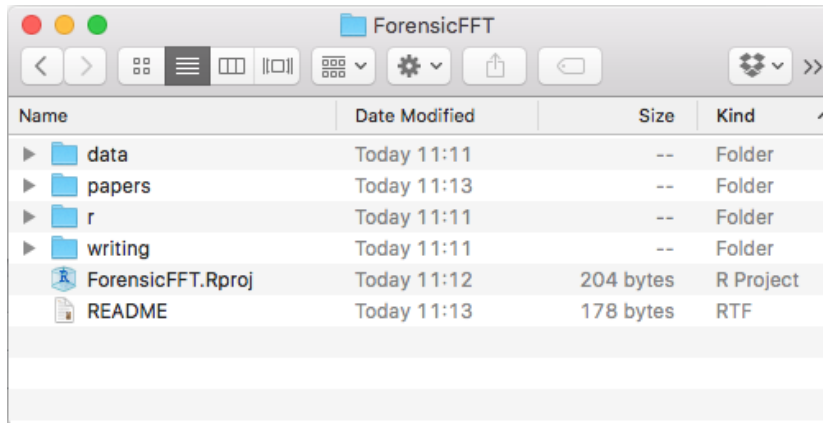 ForensicFFT
Name Date Modified Size Kind
data Today 11:11 -- Folder
papers Today 11:13 -- Folder
r Today 11:11 -- Folder
writing Today 11:11 -- Folder
ForensicFFT.Rproj Today 11:12 204 bytes R Project
README Today 11:13 178 bytes RTF